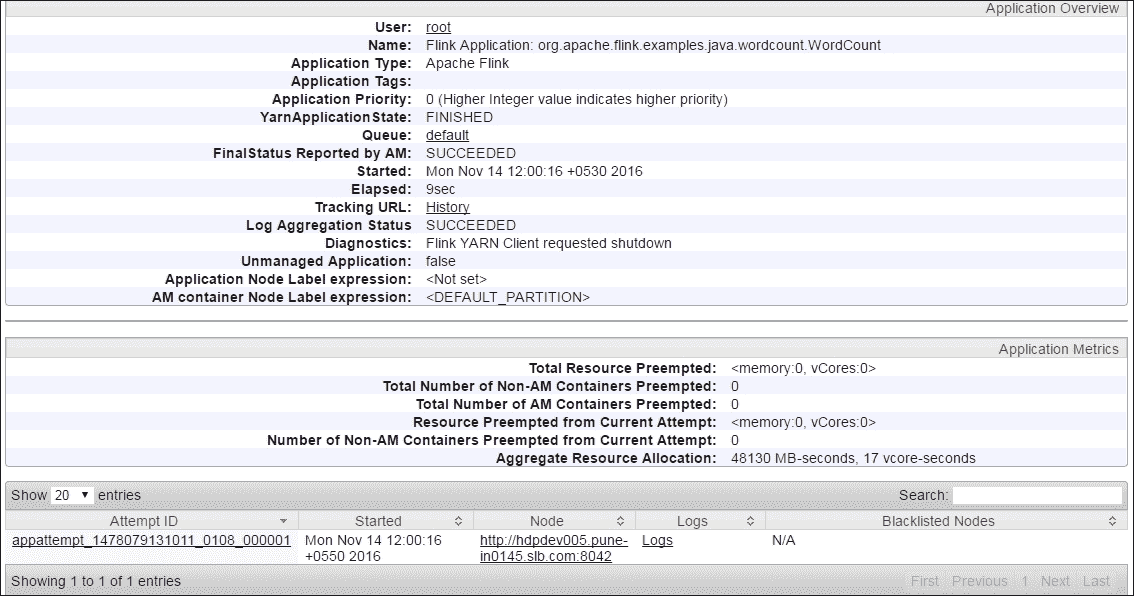 Application Overview
User: root
Name: Flink Application: org.apache.flink.examples.java.wordcount.WordCount
Application Type: Apache Flink
Application Tags:
Application Priority: 0 (Higher Integer value indicates higher priority)
YarnApplicationState: FINISHED
Queue: default
FinalStatus Reported by AM: SUCCEEDED
Started: Mon Nov 14 12:00:16 +0530 2016
Elapsed: 9sec
Tracking URL: History
Log Aggregation Status SUCCEEDED
Diagnostics: Flink YARN Client requested shutdown
Unmanaged Application: false
Application Node Label expression: <Not set>
AM container Node Label expression: <DEFAULT_PARTITION>
Application Metrics
Total Resource Preempted: <memory:0, vCores:0>
Total Number of Non-AM Containers Preempted: 0
Total Number of AM Containers Preempted: 0
Resource Preempted from Current Attempt: <memory:0, vCores:0>
Number of Non-AM Containers Preempted from Current Attempt: 0
Aggregate Resource Allocation: 48130 MB-seconds, 17 vcore-seconds
Show 20 entries Search:
Attempt ID Started Node Logs Blacklisted Nodes
appattempt_1478079131011_0108_000001 Mon Nov 14 12:00:16 http://hdpdev005.pune- Logs N/A
+0550 2016 in0145.slb.com:8042
Showing 1 to 1 of 1 entries First Previous 1 Next Last